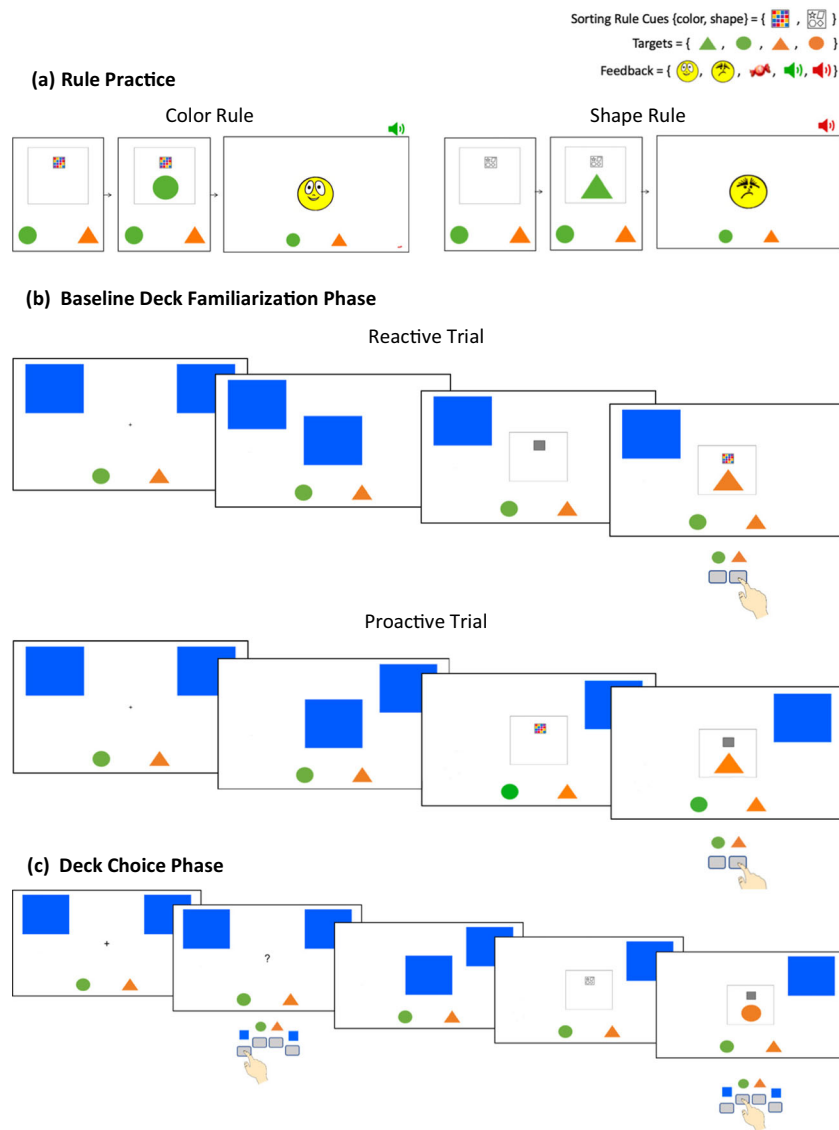 Sorting Rule Cues {color, shape} = { , }
Targets = { , , , }
Feedback = { , , , , }
(a) Rule Practice
Color Rule
Shape Rule
(b) Baseline Deck Familiarization Phase
Reactive Trial
Proactive Trial
(c) Deck Choice Phase
?